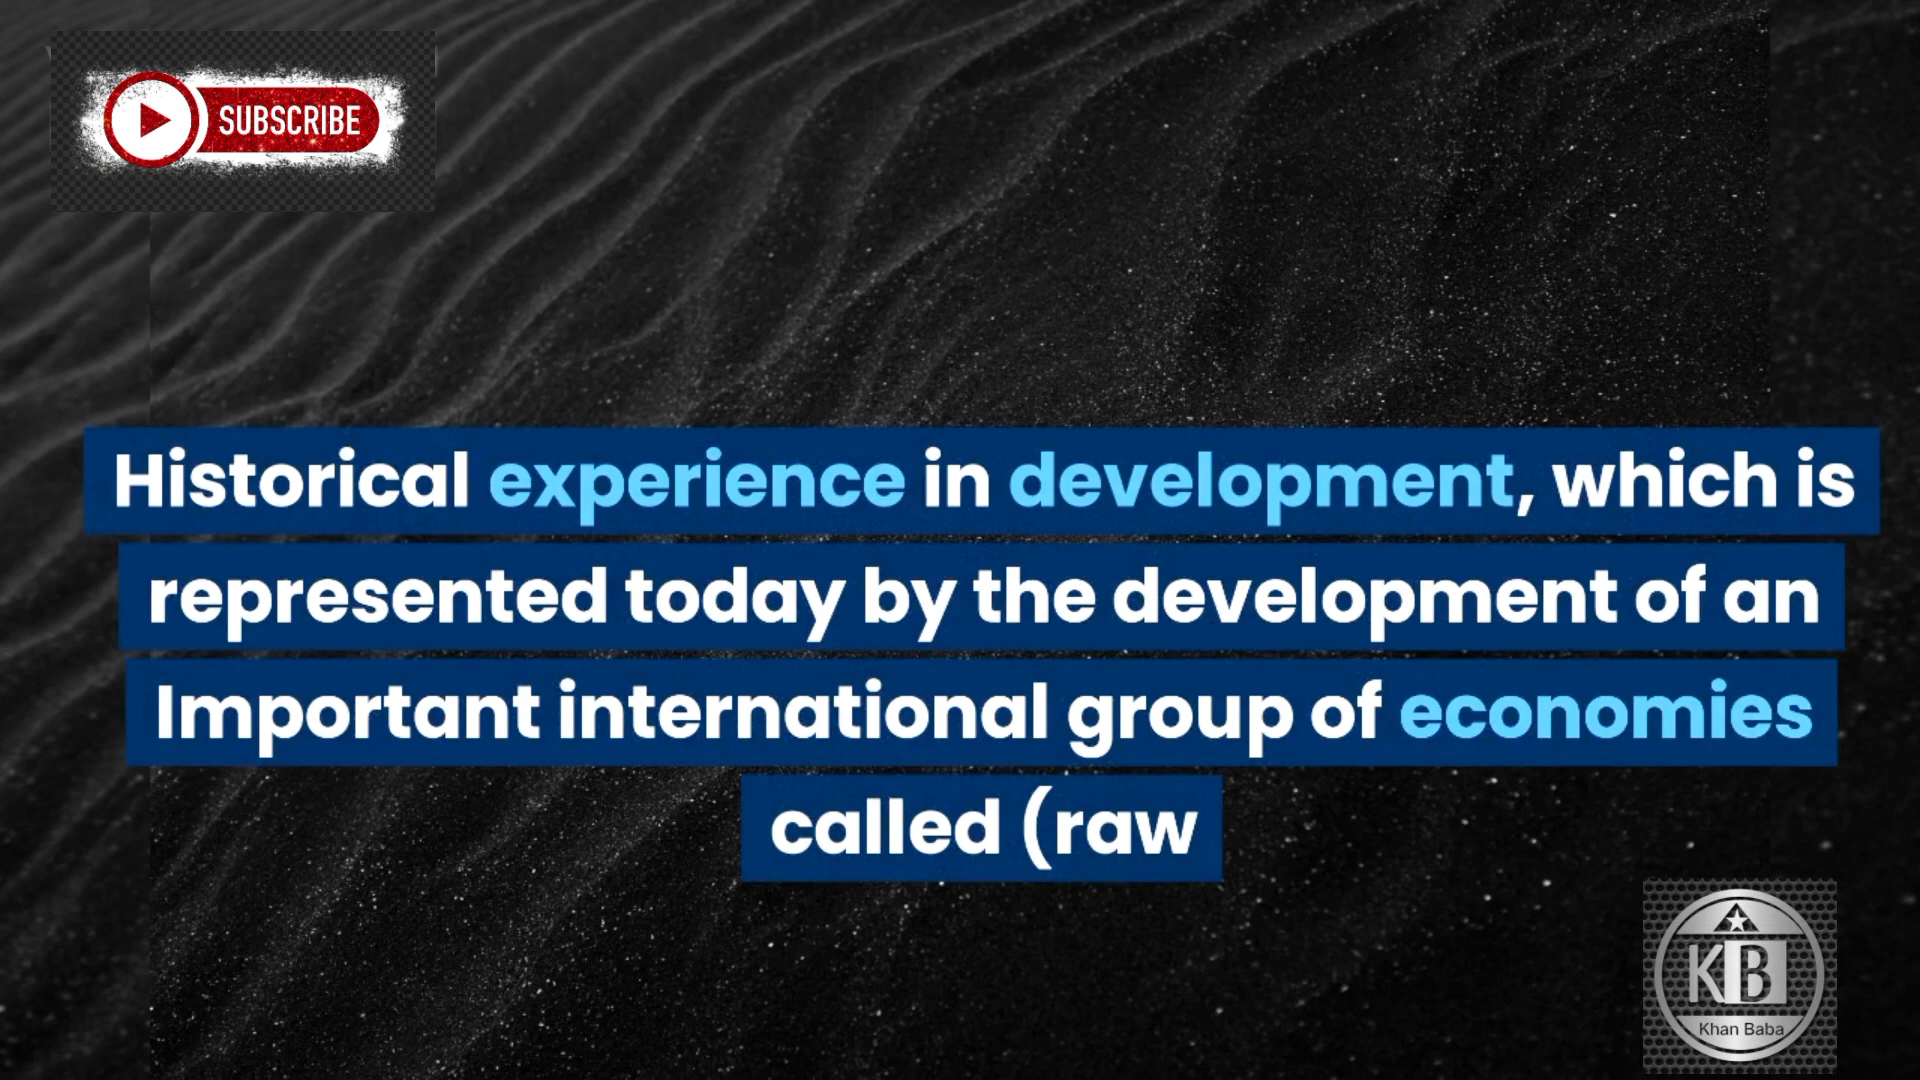 SUBSCRIBE
Historical experience in development, which is
represented today by the development of an
Important international group of economies
called (raw
KB
Khan Baba